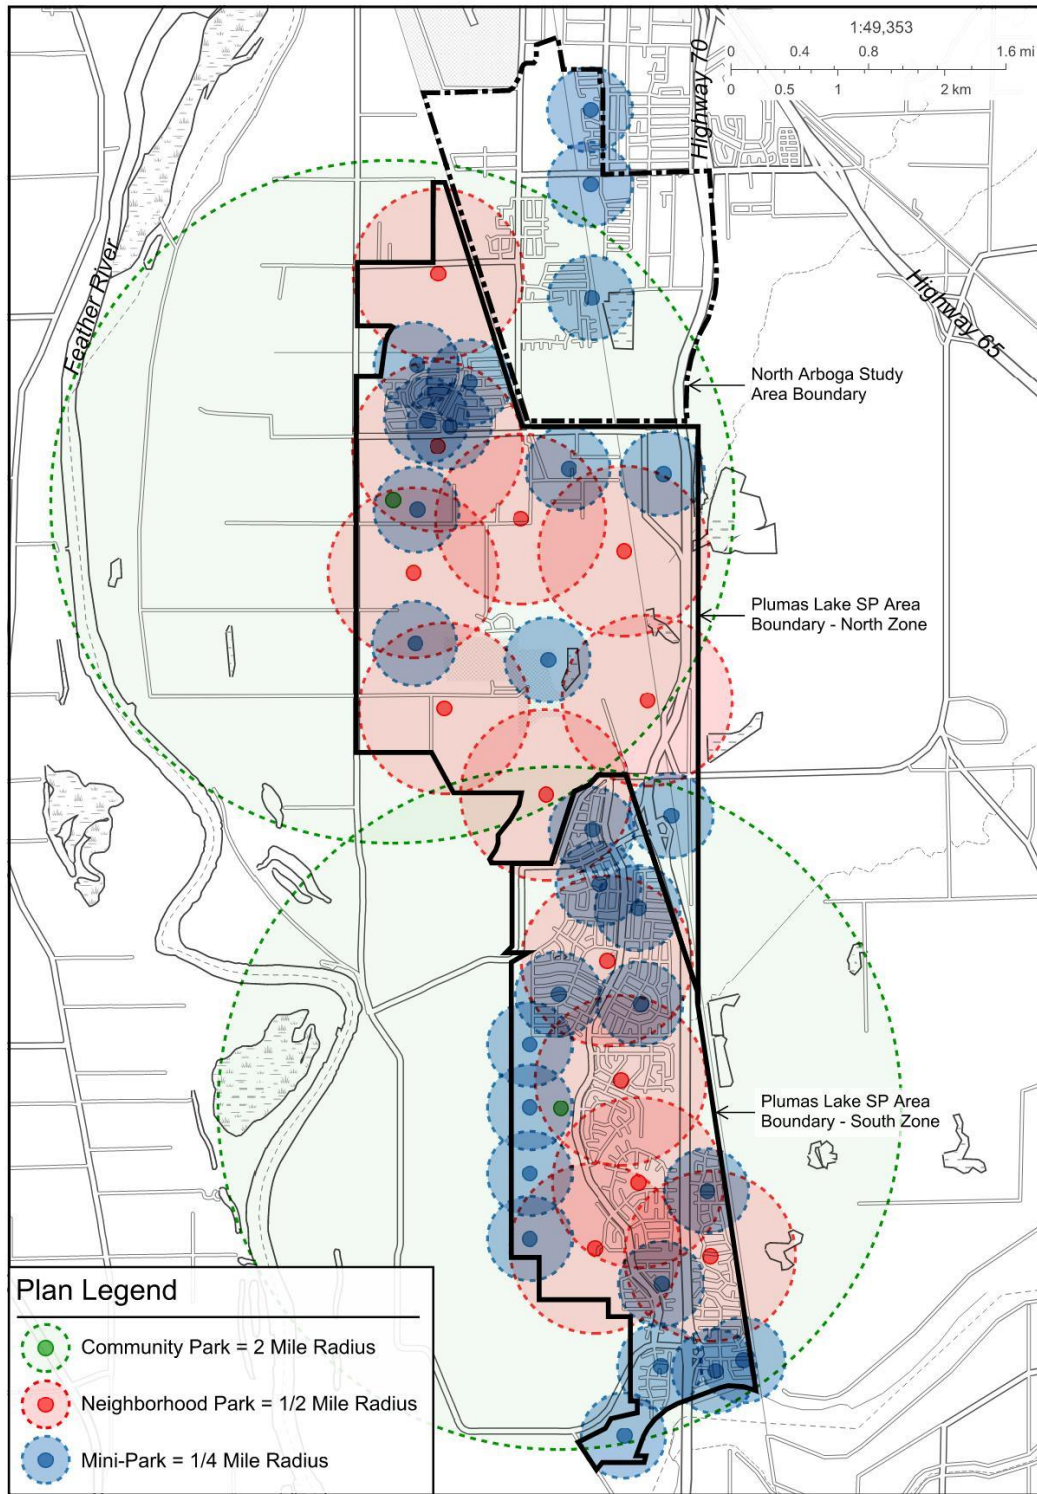 1:49,353
0 0.4 0.8 1.6 mi
0 0.5 1 2 km
Highway 70
Feather River
Highway 65
North Arboga Study
Area Boundary
Plumas Lake SP Area
Boundary - North Zone
Plumas Lake SP Area
Boundary - South Zone
Plan Legend
Community Park = 2 Mile Radius
Neighborhood Park = 1/2 Mile Radius
Mini-Park = 1/4 Mile Radius